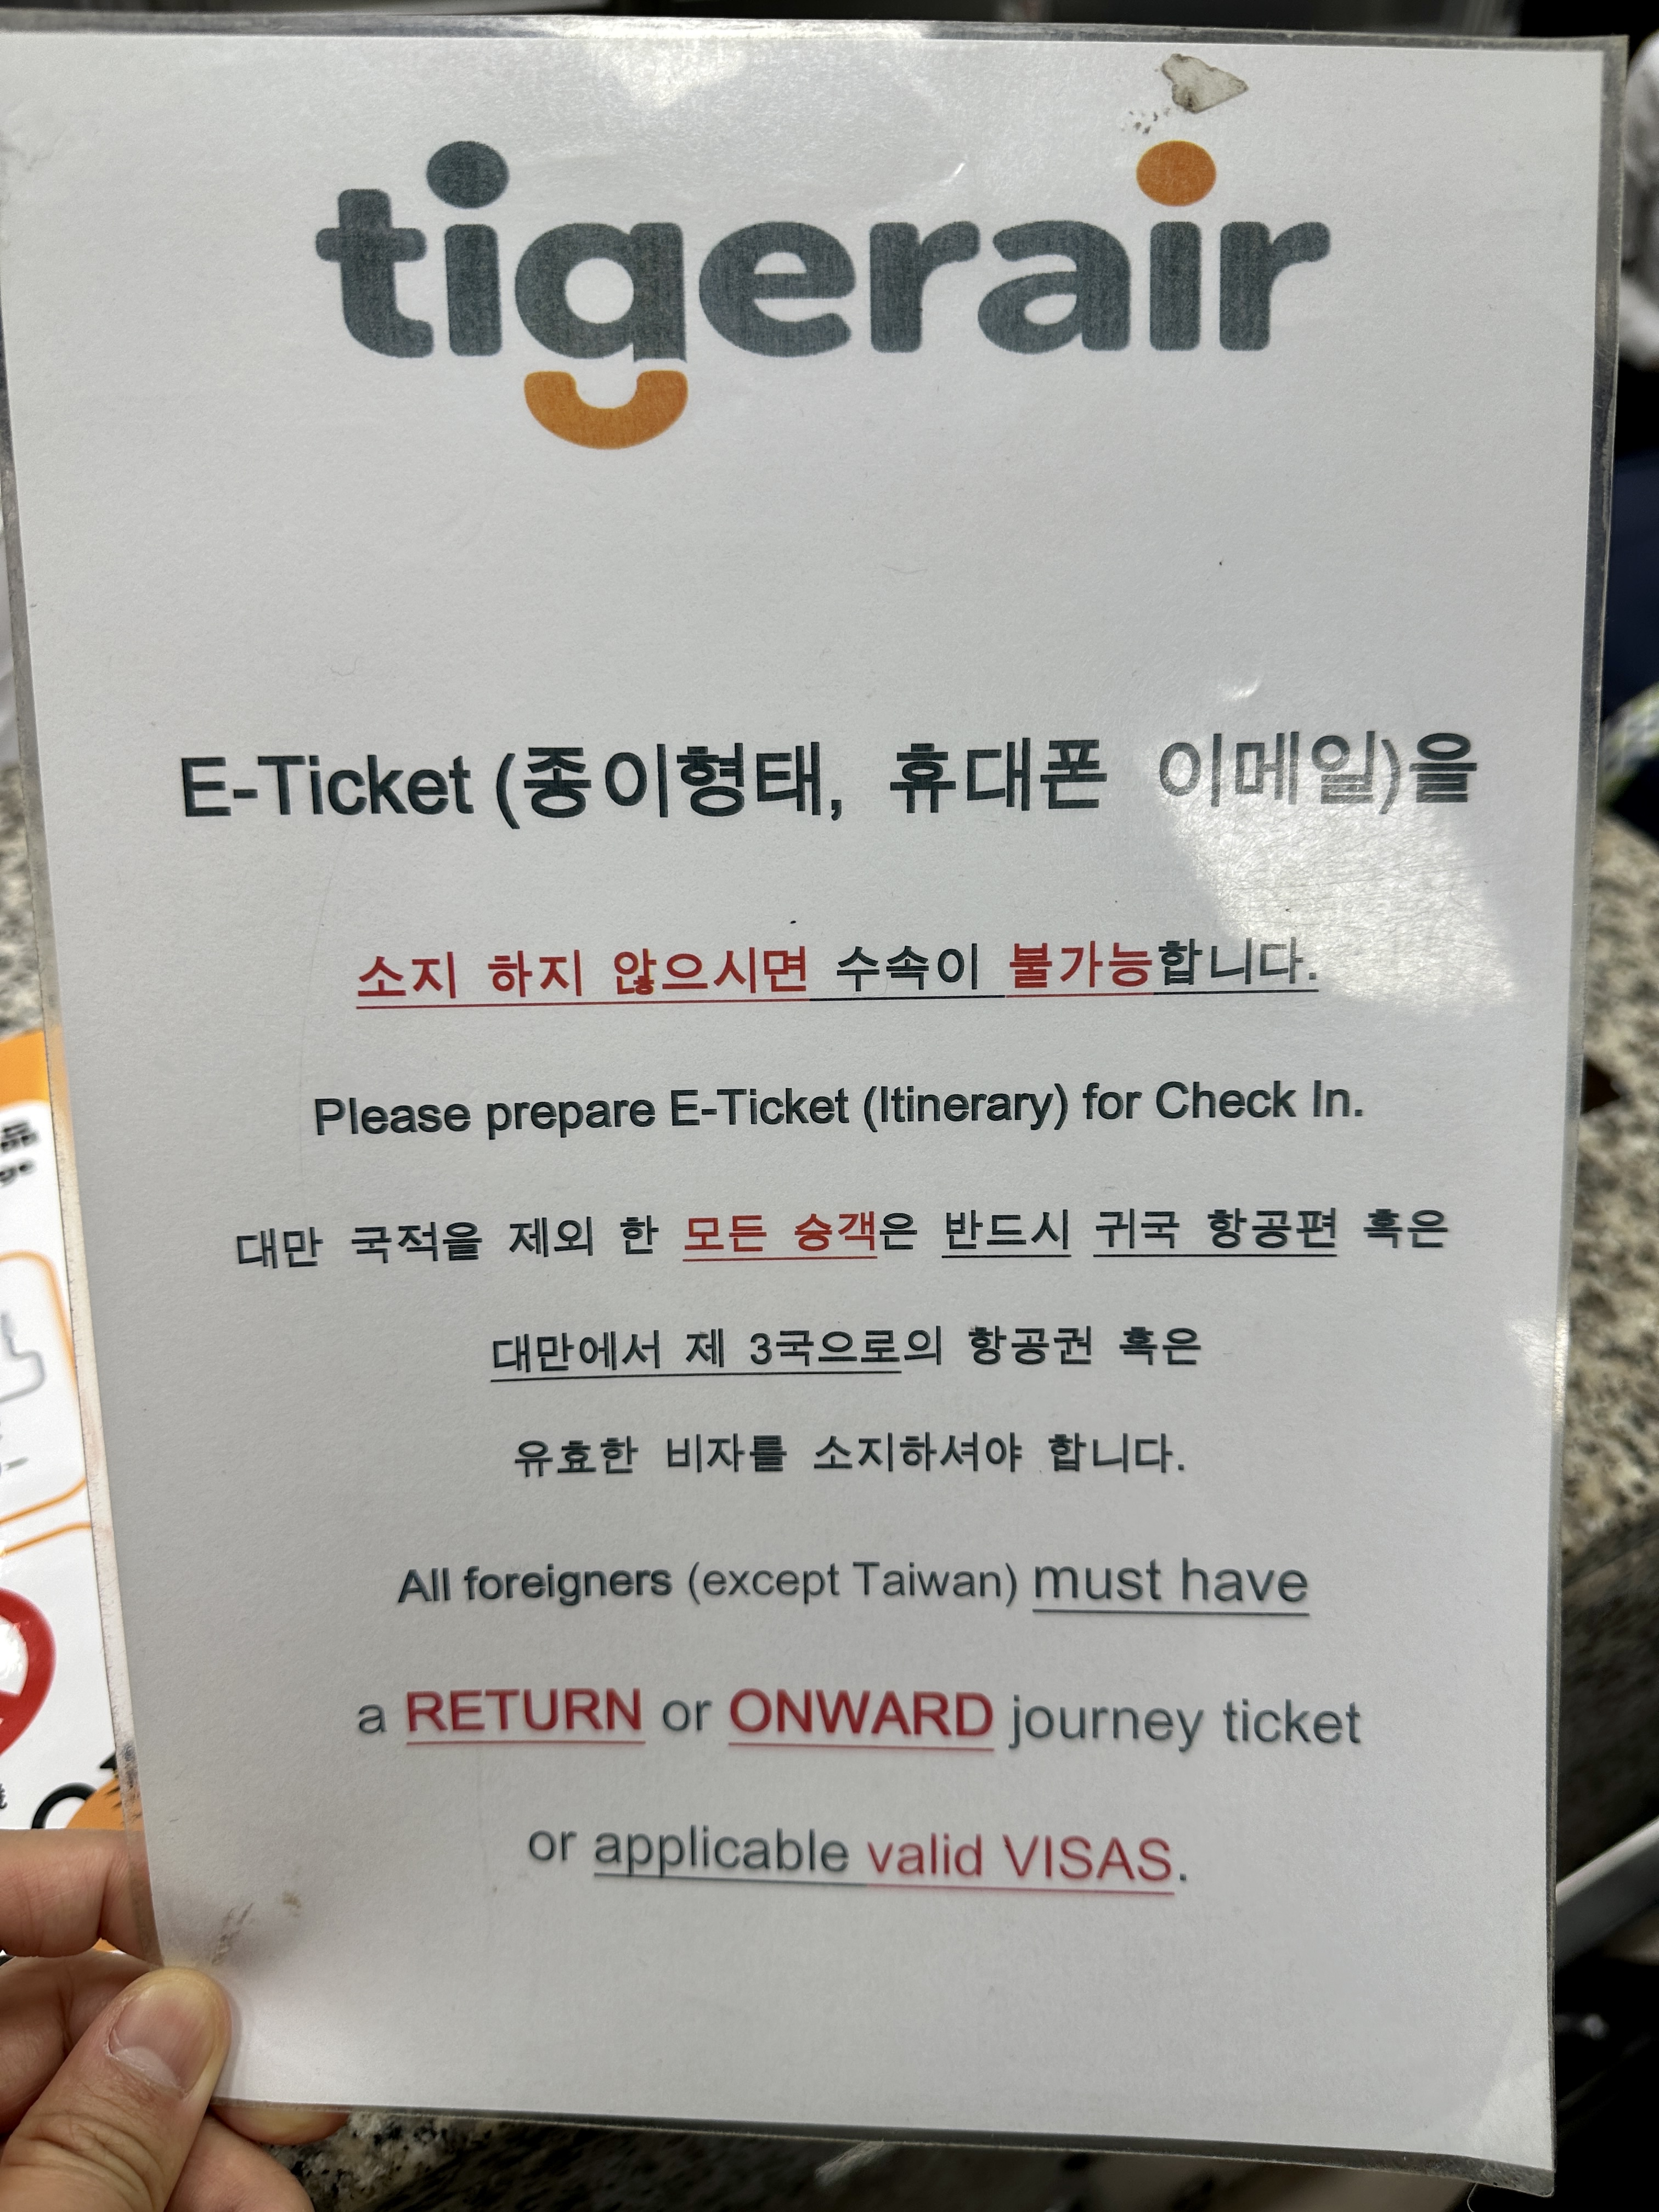 tigerair
E-Ticket (종이형태, 휴대폰 이메일)을
소지 하지 않으시면 수속이 불가능합니다.
Please prepare E-Ticket (Itinerary) for Check In.
대만 국적을 제외 한 모든 승객은 반드시 귀국 항공편 혹은
대만에서 제 3국으로의 항공권 혹은
유효한 비자를 소지하셔야 합니다.
All foreigners (except Taiwan) must have
a RETURN or ONWARD journey ticket
or applicable valid VISAS.